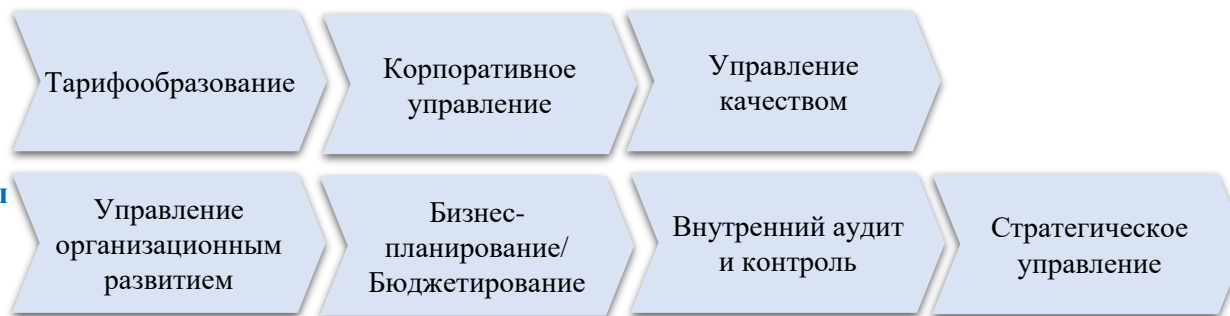 Тарифообразование
Корпоративное
управление
Управление
качеством
Управление
организационным
развитием
Бизнес-
планирование/
Бюджетирование
Внутренний аудит
и контроль
Стратегическое
управление